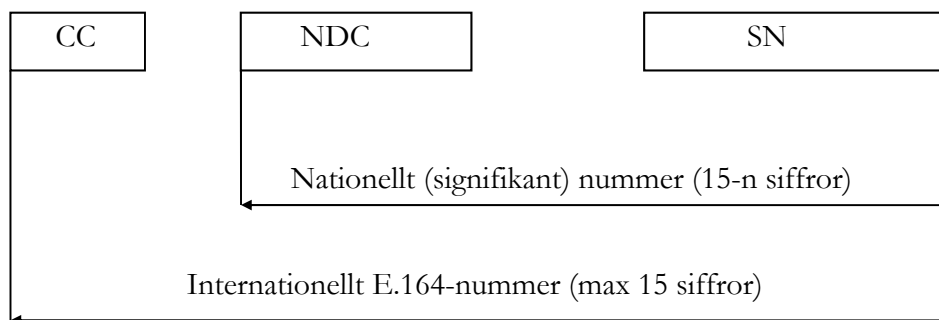 CC NDC SN
Nationellt (signifikant) nummer (15-n siffror)
Internationellt E.164-nummer (max 15 siffror)